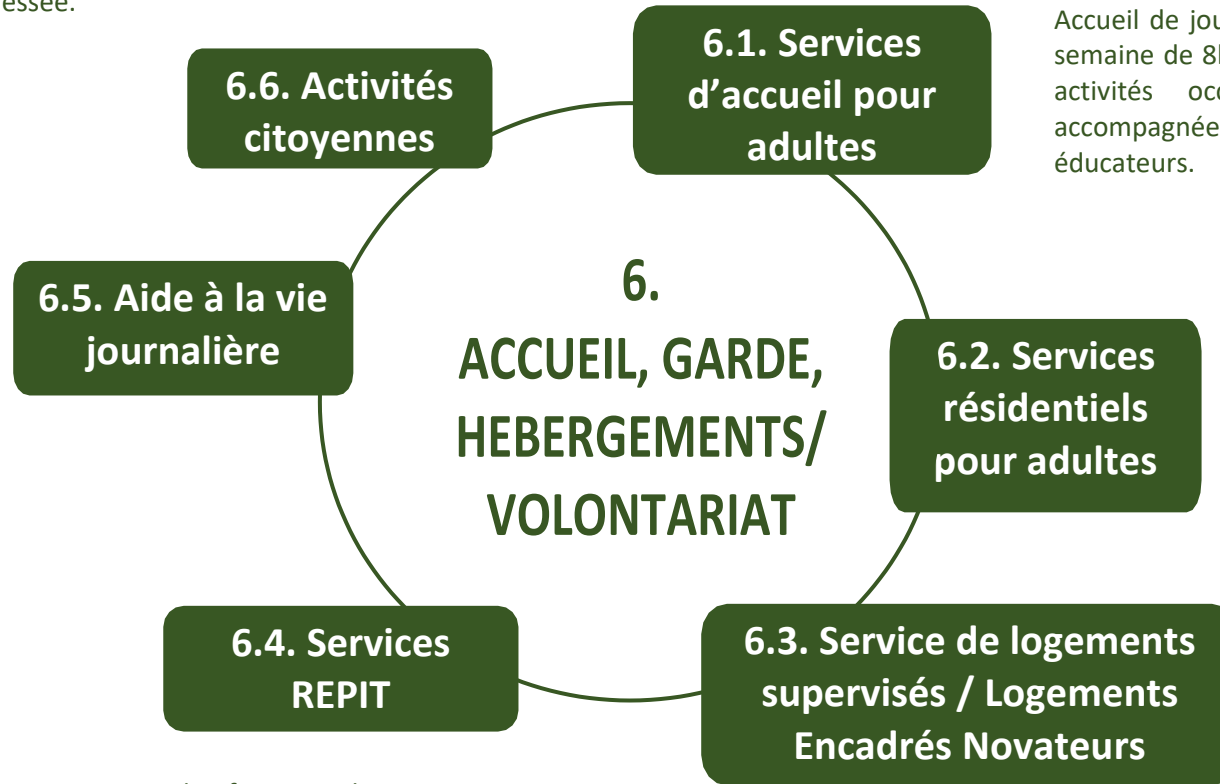 6.1. Services
d’accueil pour
adultes
Accueil de jou
semaine de 8
activités occ
accompagnée
éducateurs.
6.6. Activités
citoyennes
6.5. Aide à la vie
journalière
6.
ACCUEIL, GARDE,
HEBERGEMENTS/
VOLONTARIAT
6.2. Services
résidentiels
pour adultes
6.4. Services
REPIT
6.3. Service de logements
supervisés / Logements
Encadrés Novateurs